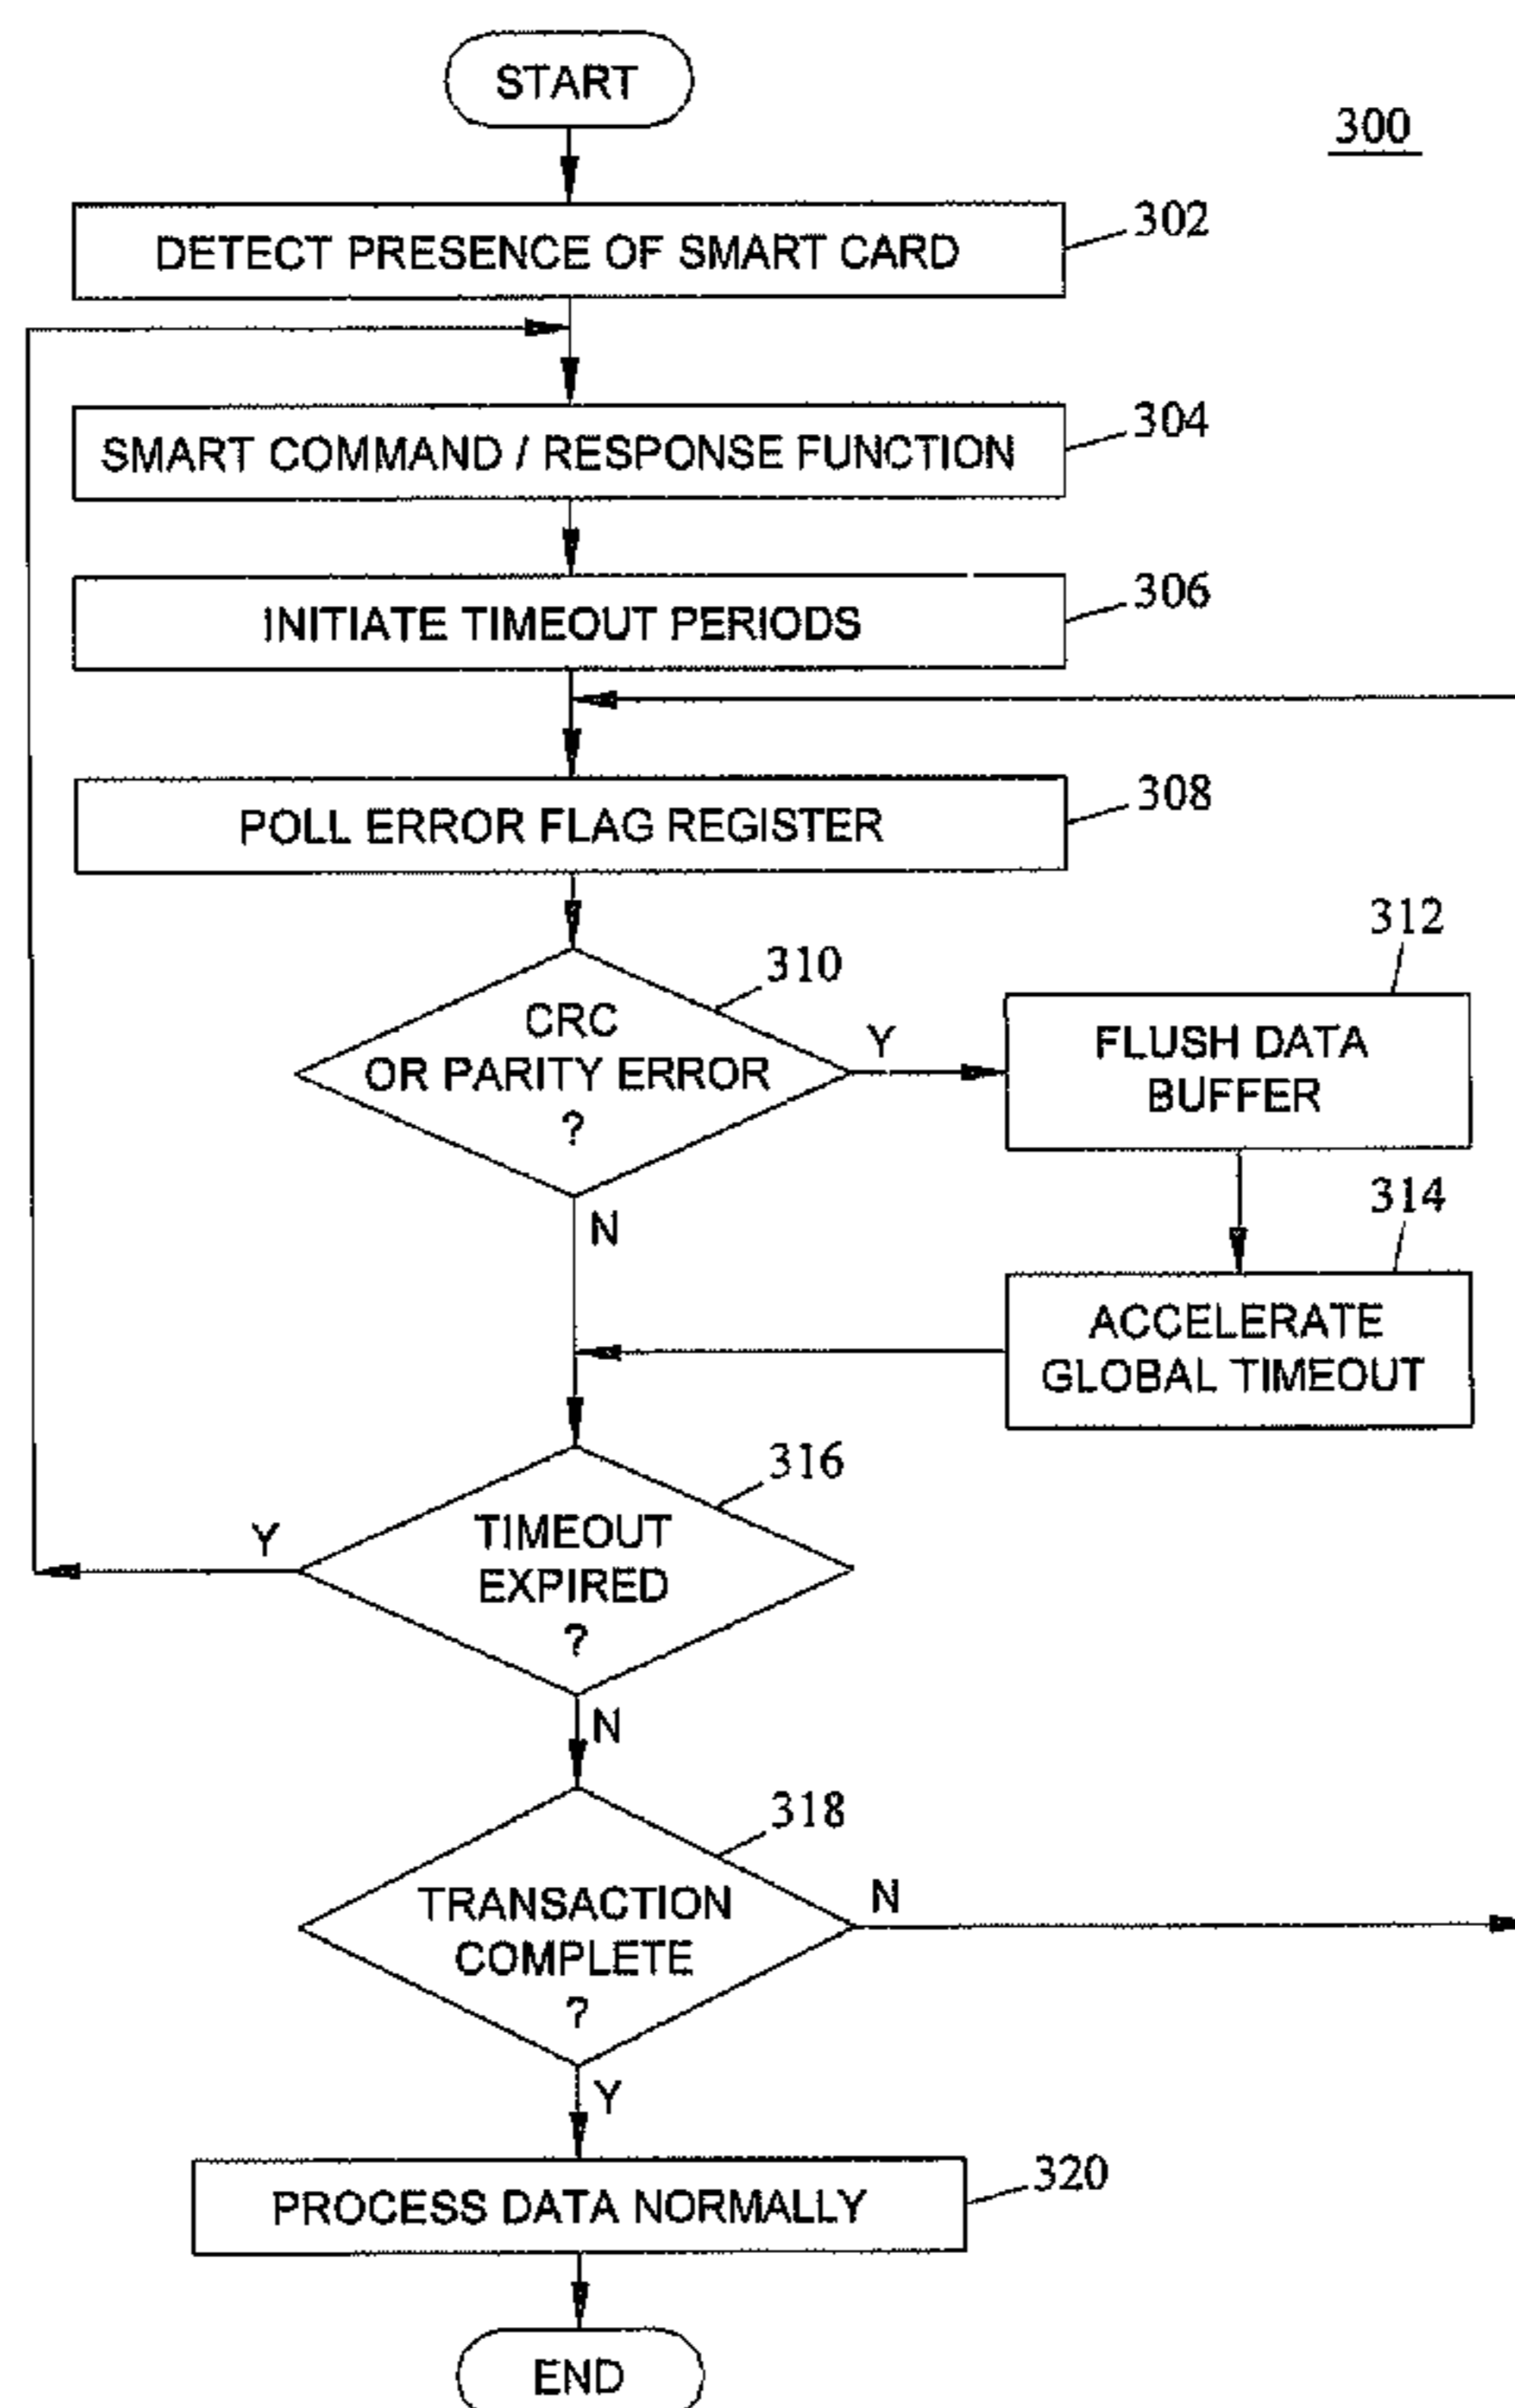 START
300
302
DETECT PRESENCE OF SMART CARD
304
SMART COMMAND / RESPONSE FUNCTION
306
INITIATE TIMEOUT PERIODS
308
POLL ERROR FLAG REGISTER
310
CRC
OR PARITY ERROR
?
Y
N
312
FLUSH DATA
BUFFER
314
ACCELERATE
GLOBAL TIMEOUT
316
TIMEOUT
EXPIRED
?
Y
N
318
TRANSACTION
COMPLETE
?
N
Y
320
PROCESS DATA NORMALLY
END